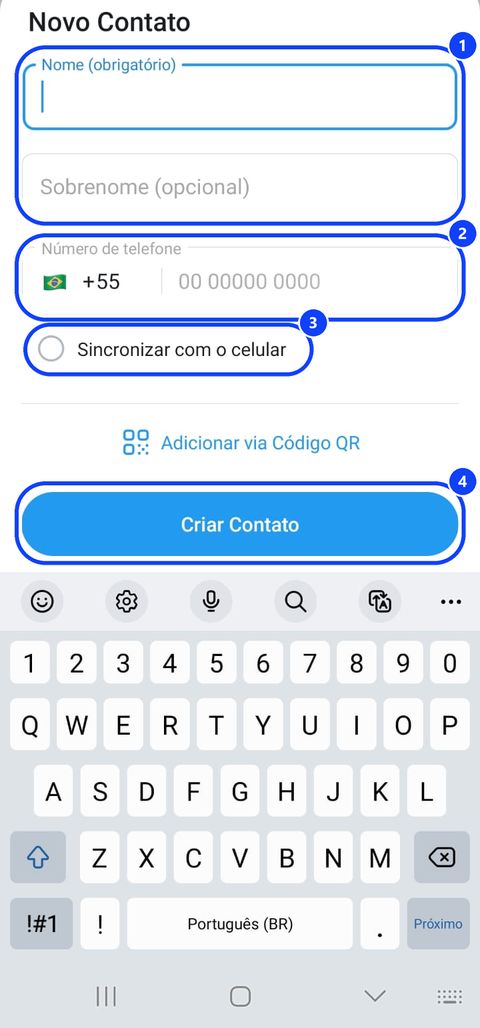 Novo Contato
1
Nome (obrigatório)
Sobrenome (opcional)
2
Número de telefone
+55 00 00000 0000
3
Sincronizar com o celular
Adicionar via Código QR
4
Criar Contato
1 2 3 4 5 6 7 8 9 0
Q W E R T Y U I O P
A S D F G H J K L
Z X C V B N M
!#1 ! Português (BR) . Próximo